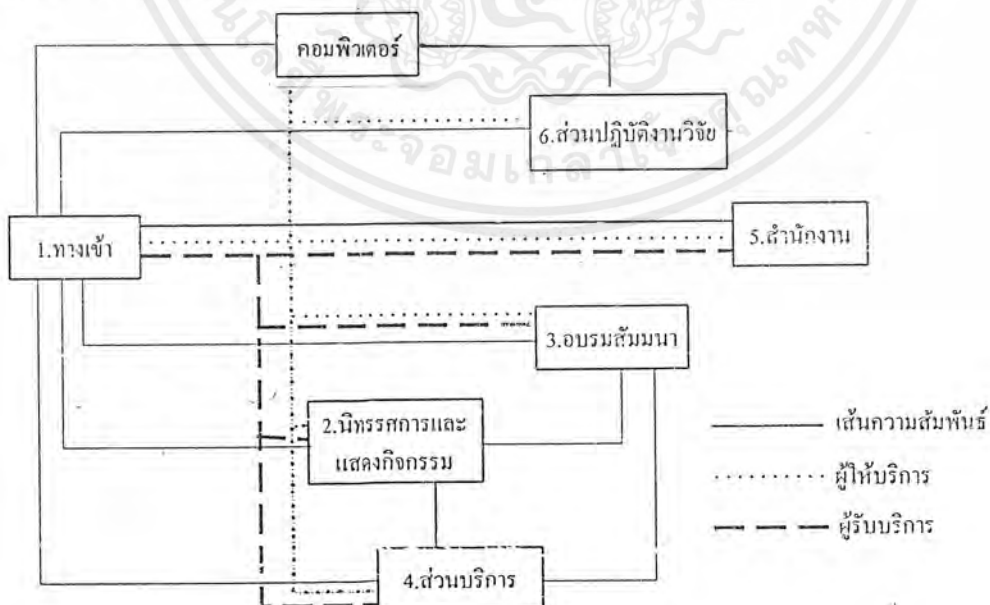 คอมพิวเตอร์
6.ส่วนปฏิบัติงานวิจัย
1.ทางเข้า
5.สำนักงาน
3.อบรมสัมมนา
2.นิทรรศการและ
แสดงกิจกรรม
4.ส่วนบริการ
เส้นความสัมพันธ์
ผู้ให้บริการ
ผู้รับบริการ